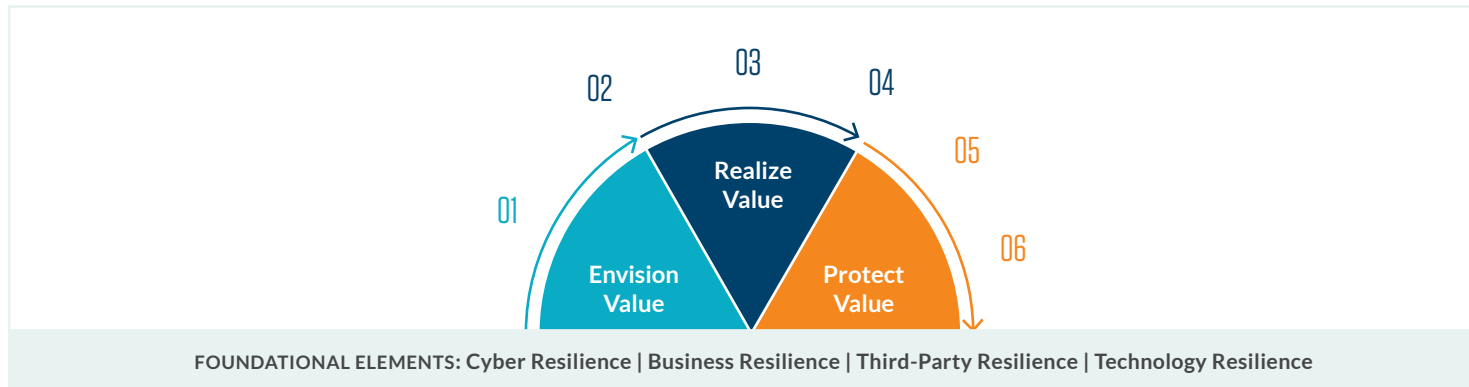 01
02
03
04
05
06
Envision
Value
Realize
Value
Protect
Value
FOUNDATIONAL ELEMENTS: Cyber Resilience | Business Resilience | Third-Party Resilience | Technology Resilience